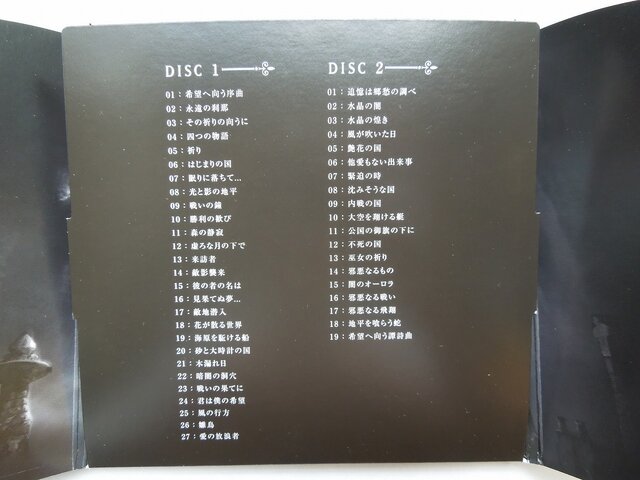 DISC 1
01：希望へ向う序曲
02：永遠の刹那
03：その祈りの向うに
04：四つの物語
05：祈り
06：はじまりの国
07：眠りに落ちて…
08：光と影の地平
09：戦いの鐘
10：勝利の歓び
11：森の静寂
12：虚ろな月の下で
13：来訪者
14：敵影襲来
15：彼の者の名は
16：見果てぬ夢…
17：敵地潜入
18：花が散る世界
19：海原を駆ける船
20：砂と大時計の国
21：木漏れ日
22：暗闇の洞穴
23：戦いの果てに
24：君は僕の希望
25：風の行方
26：雛鳥
27：愛の放浪者
DISC 2
01：追憶は郷愁の調べ
02：水晶の闇
03：水晶の煌き
04：風が吹いた日
05：艶花の国
06：他愛もない出来事
07：緊迫の時
08：沈みそうな国
09：内戦の国
10：大空を翔ける艇
11：公国の御旗の下に
12：不死の国
13：巫女の祈り
14：邪悪なるもの
15：闇のオーロラ
16：邪悪なる戦い
17：邪悪なる飛翔
18：地平を喰らう蛇
19：希望へ向う譚詩曲